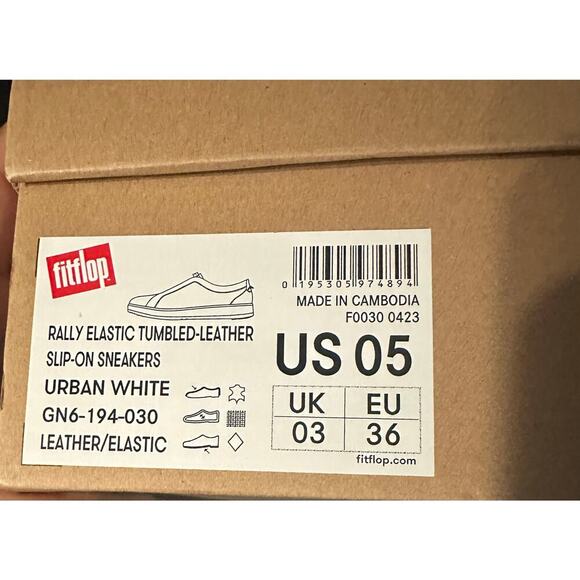 fitflop
RALLY ELASTIC TUMBLED-LEATHER
SLIP-ON SNEAKERS
URBAN WHITE
GN6-194-030
LEATHER/ELASTIC
0 195305 974894
MADE IN CAMBODIA
F0030 0423
US 05
UK EU
03 36
fitflop.com